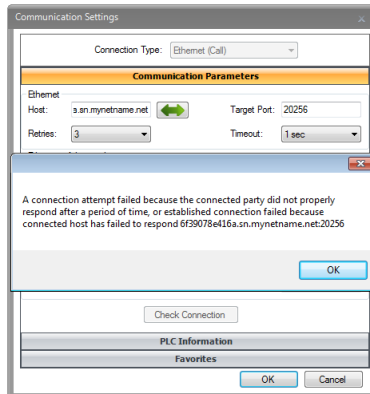 Communication Settings
Connection Type: Ethernet (Call)
Communication Parameters
Ethernet
Host: a.sn.mynetname.net Target Port: 20256
Retries: 3 Timeout: 1 sec
A connection attempt failed because the connected party did not properly
respond after a period of time, or established connection failed because
connected host has failed to respond 6f39078e416a.sn.mynetname.net:20256
OK
Check Connection
PLC Information
Favorites
OK Cancel